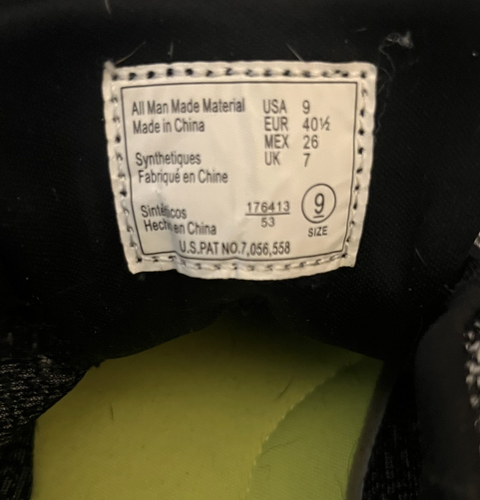 All Man Made Material
Made in China
Synthetiques
Fabriqué en Chine
Sintéticos
Hecho en China
USA 9
EUR 40½
MEX 26
UK 7
176413
53
9
SIZE
U.S.PAT NO.7,056,558